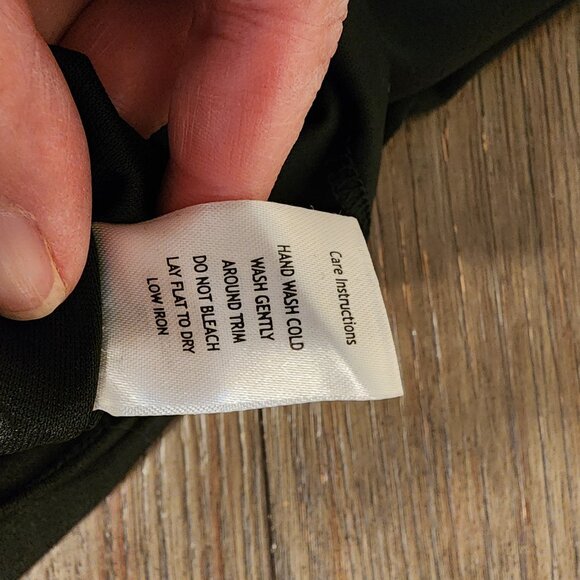 Care Instructions
HAND WASH COLD
WASH GENTLY
AROUND TRIM
DO NOT BLEACH
LAY FLAT TO DRY
LOW IRON